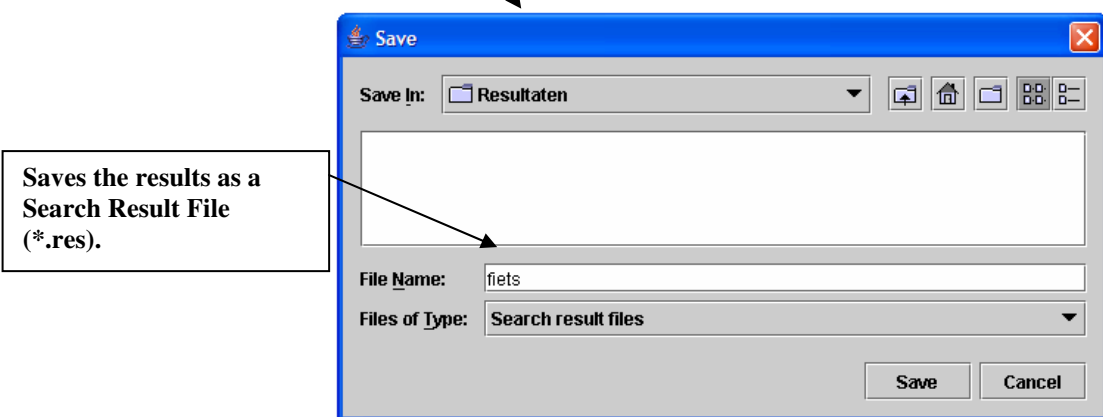 Save
Save In: Resultaten
Saves the results as a
Search Result File
(*.res).
File Name: fiets
Files of Type: Search result files
Save Cancel